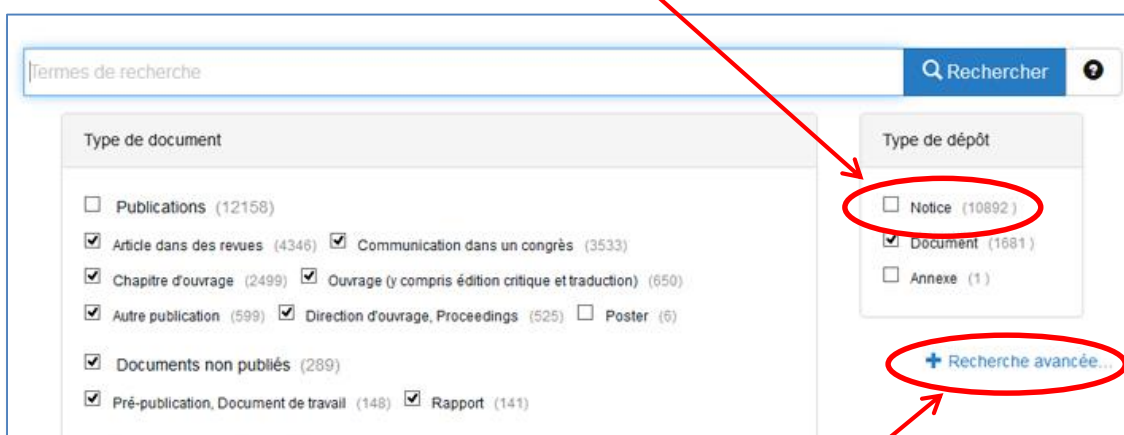 Termes de recherche
Rechercher
Type de document
Publications (12158)
Article dans des revues (4346) Communication dans un congrès (3533)
Chapitre d'ouvrage (2499) Ouvrage (y compris édition critique et traduction) (650)
Autre publication (599) Direction d'ouvrage, Proceedings (525) Poster (6)
Documents non publiés (289)
Pré-publication, Document de travail (148) Rapport (141)
Type de dépôt
Notice (10892)
Document (1681)
Annexe (1)
Recherche avancée...